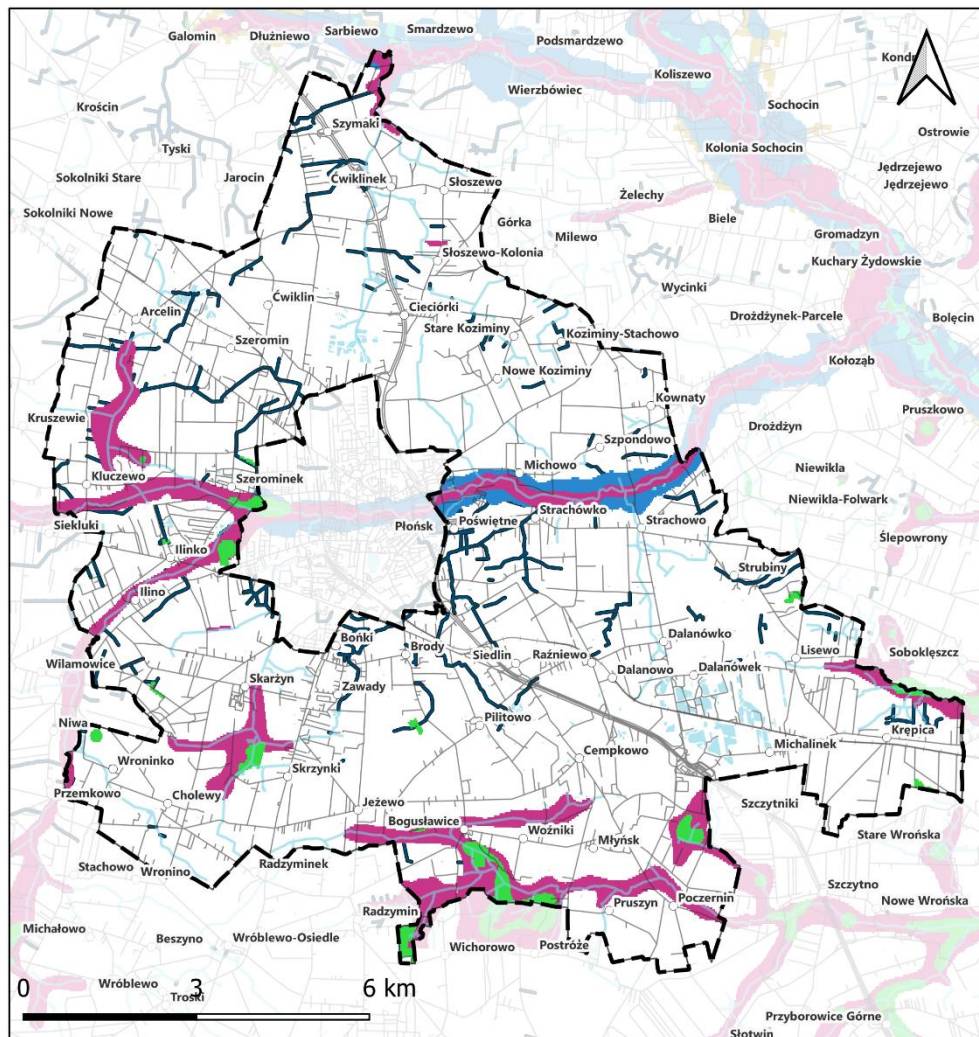 Galomin
Dłużniewo
Sarbiewo
Smardzewo
Podsmardzewo
Koliszewo
Wierzbówiec
Krościn
Sochocin
Szymaki
Ostrowie
Tyski
Kolonia Sochocin
Jędrzejewo
Sokolniki Stare
Jarocin
Ćwiklinek
Słoszewo
Jędrzejewo
Żelechy
Sokolniki Nowe
Górka
Biele
Milewo
Gromadzyn
Słoszewo-Kolonia
Kuchary Żydowskie
Wycinki
Ćwiklin
Arcelin
Cieciórki
Drożdżynek-Parcele
Bolęcin
Stare Koziminy
Koziminy-Stachowo
Szeromin
Kołoząb
Nowe Koziminy
Kownaty
Pruszkowo
Kruszewie
Drożdżyn
Szpondowo
Michowo
Niewikla
Kluczewo
Szerominek
Niewikla-Folwark
Siekluki
Płońsk
Poświętne
Strachówko
Strachowo
Ślepowrony
Ilinko
Strubiny
Ilino
Bońki
Dalanówko
Brody
Siedlin
Raźniewo
Lisewo
Soboklęszcz
Wilamowice
Skarżyn
Dalanowo
Dalanówek
Zawady
Niwa
Pilitowo
Krępica
Wroninko
Cempkowo
Michalinek
Skrzynki
Przemkowo
Cholewy
Jeżewo
Szczytniki
Bogusławice
Woźniki
Stare Wrońska
Młyńsk
Stachowo
Wronino
Radzyminek
Szczytno
Pruszyn
Poczernin
Nowe Wrońska
Radzymin
Michałowo
Beszyno
Wróblewo-Osiedle
Wichorowo
Postróże
Wróblewo
0 3 6 km
Troski
Przyborowice Górne
Słotwin